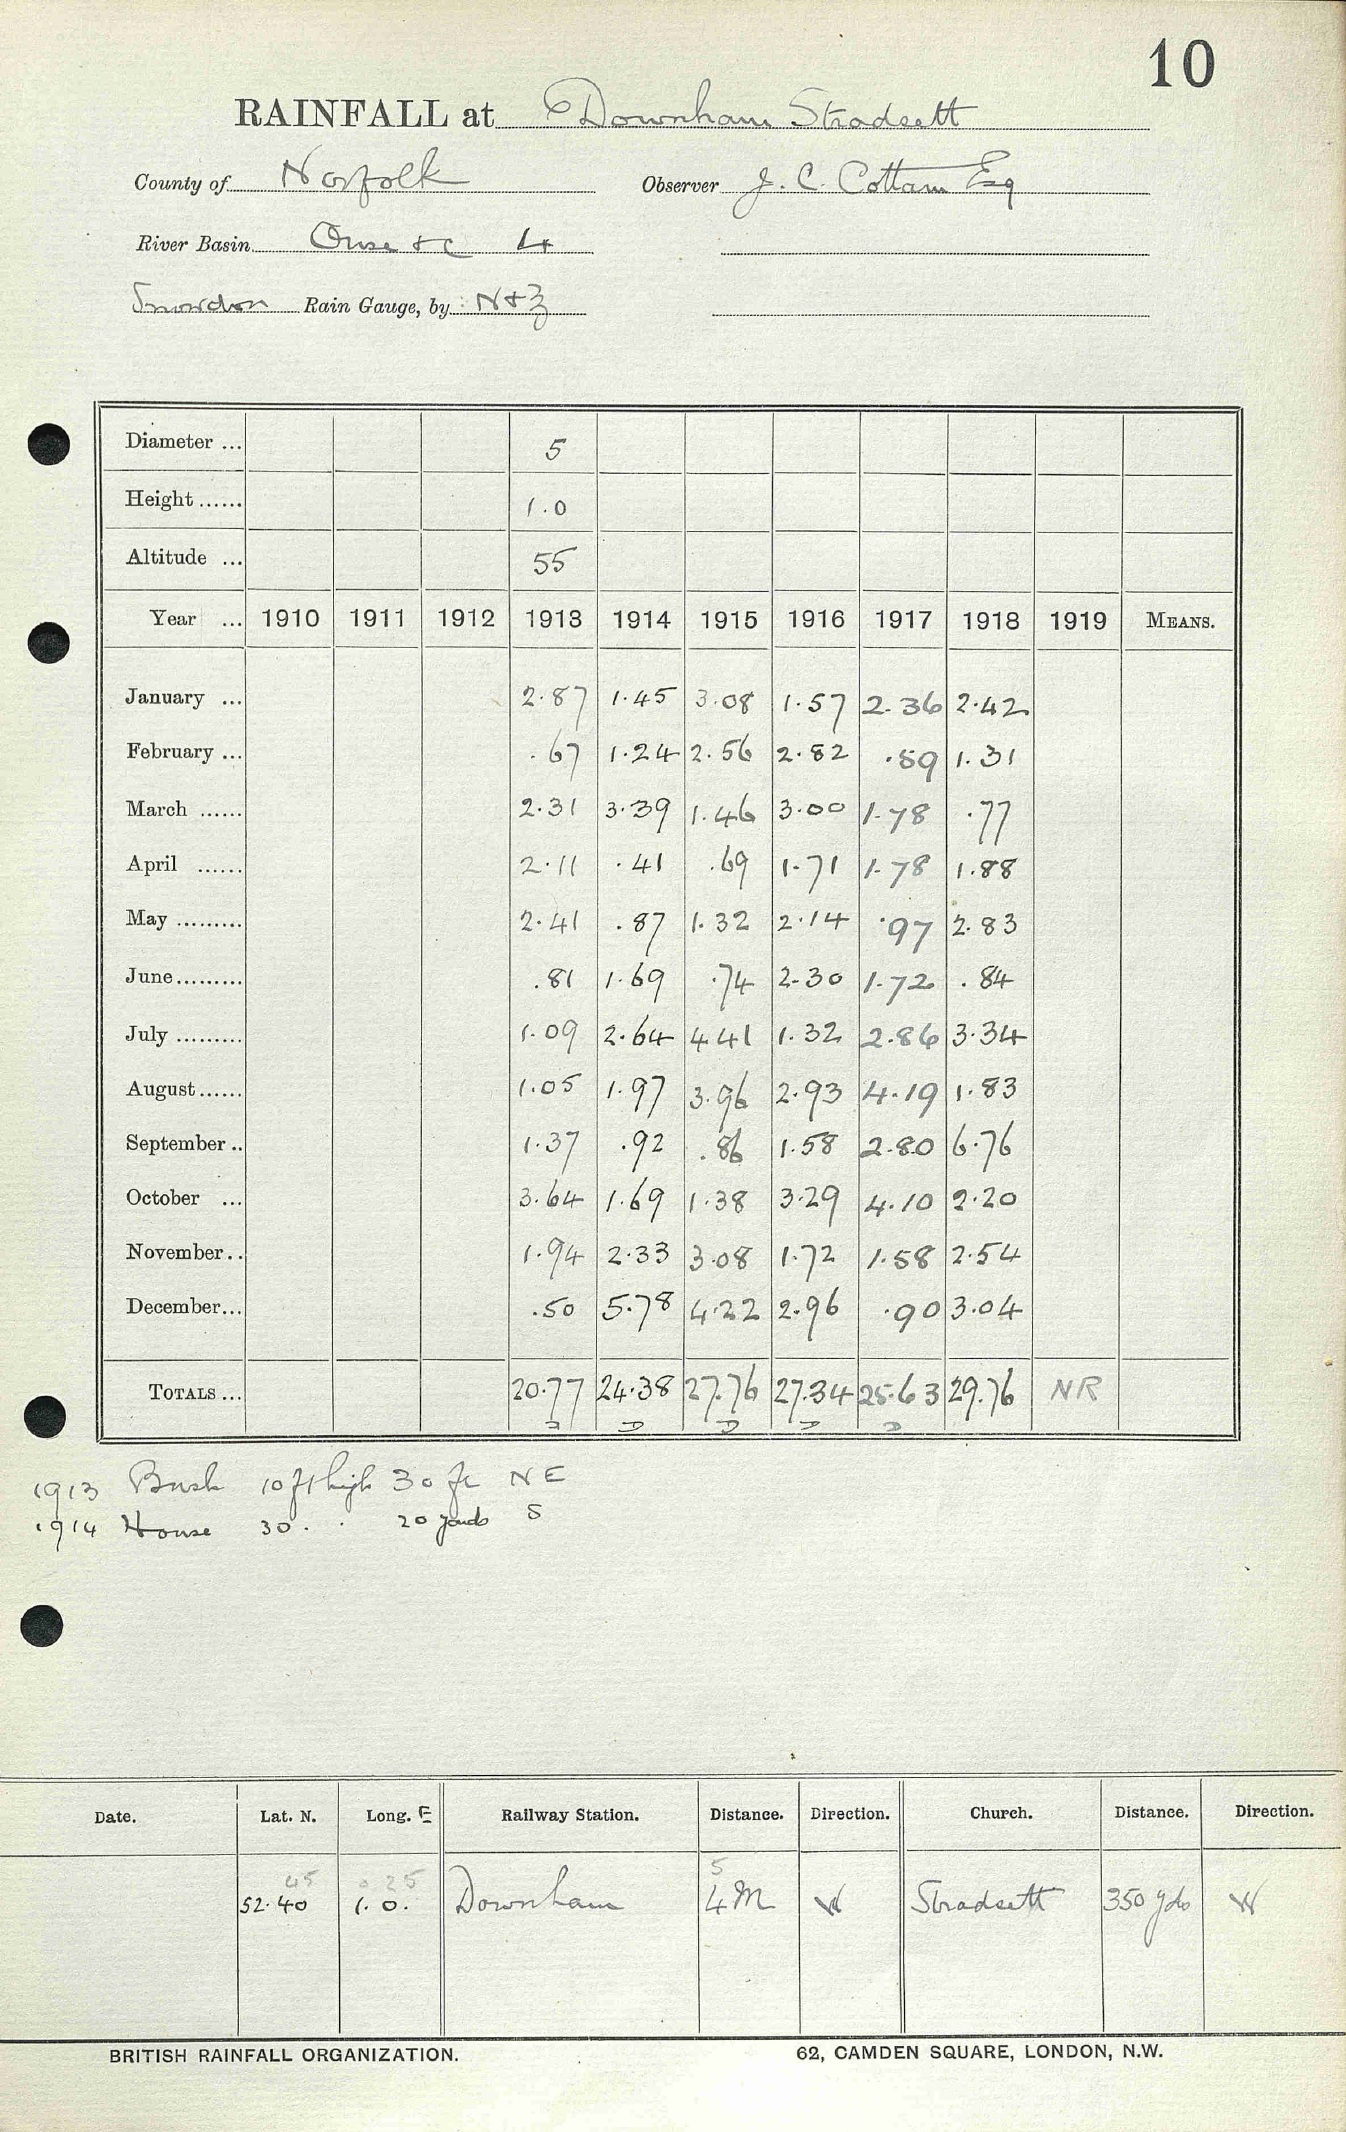 10
RAINFALL at Downham Stradsett
County of Norfolk Observer J. C. Cottam Esq
River Basin Ouse &c 4
Snowdon Rain Gauge, by N & Z
Diameter ... 5
Height ...... 1.0
Altitude ... 55
Year ... 1910 1911 1912 1913 1914 1915 1916 1917 1918 1919 MEANS.
January ... 2.87 1.45 3.08 1.57 2.36 2.42
February ... .67 1.24 2.56 2.82 .89 1.31
March ...... 2.31 3.39 1.46 3.00 1.78 .77
April ...... 2.11 .41 .69 1.71 1.78 1.88
May ......... 2.41 .87 1.32 2.14 .97 2.83
June ......... .81 1.69 .74 2.30 1.72 .84
July ......... 1.09 2.64 4.41 1.32 2.86 3.34
August ...... 1.05 1.97 3.96 2.93 4.19 1.83
September .. 1.37 .92 .86 1.58 2.80 6.76
October ... 3.64 1.69 1.38 3.29 4.10 2.20
November .. 1.94 2.33 3.08 1.72 1.58 2.54
December ... .50 5.78 4.22 2.96 .90 3.04
TOTALS ... 20.77 24.38 27.76 27.34 25.63 29.76 NR
D D D D
1913 Bush 10 ft high 30 ft NE
1914 House 30 . . 20 yards S
Date. Lat. N. Long. E Railway Station. Distance. Direction. Church. Distance. Direction.
45 0 25 5
52.40 1. 0. Downham 4 M W Stradsett 350 yds W
BRITISH RAINFALL ORGANIZATION. 62, CAMDEN SQUARE, LONDON, N.W.